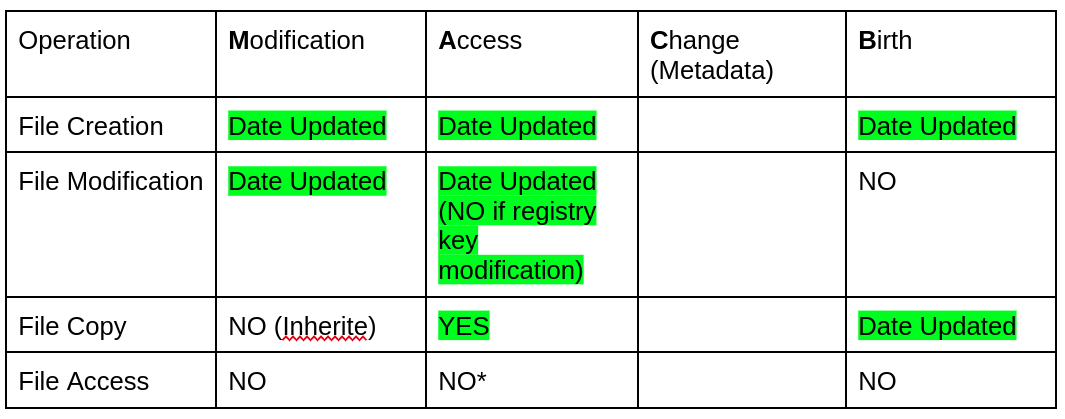 Operation Modification Access Change
(Metadata) Birth
File Creation Date Updated Date Updated Date Updated
File Modification Date Updated Date Updated NO
(NO if registry
key
modification)
File Copy NO (Inherite) YES Date Updated
File Access NO NO* NO